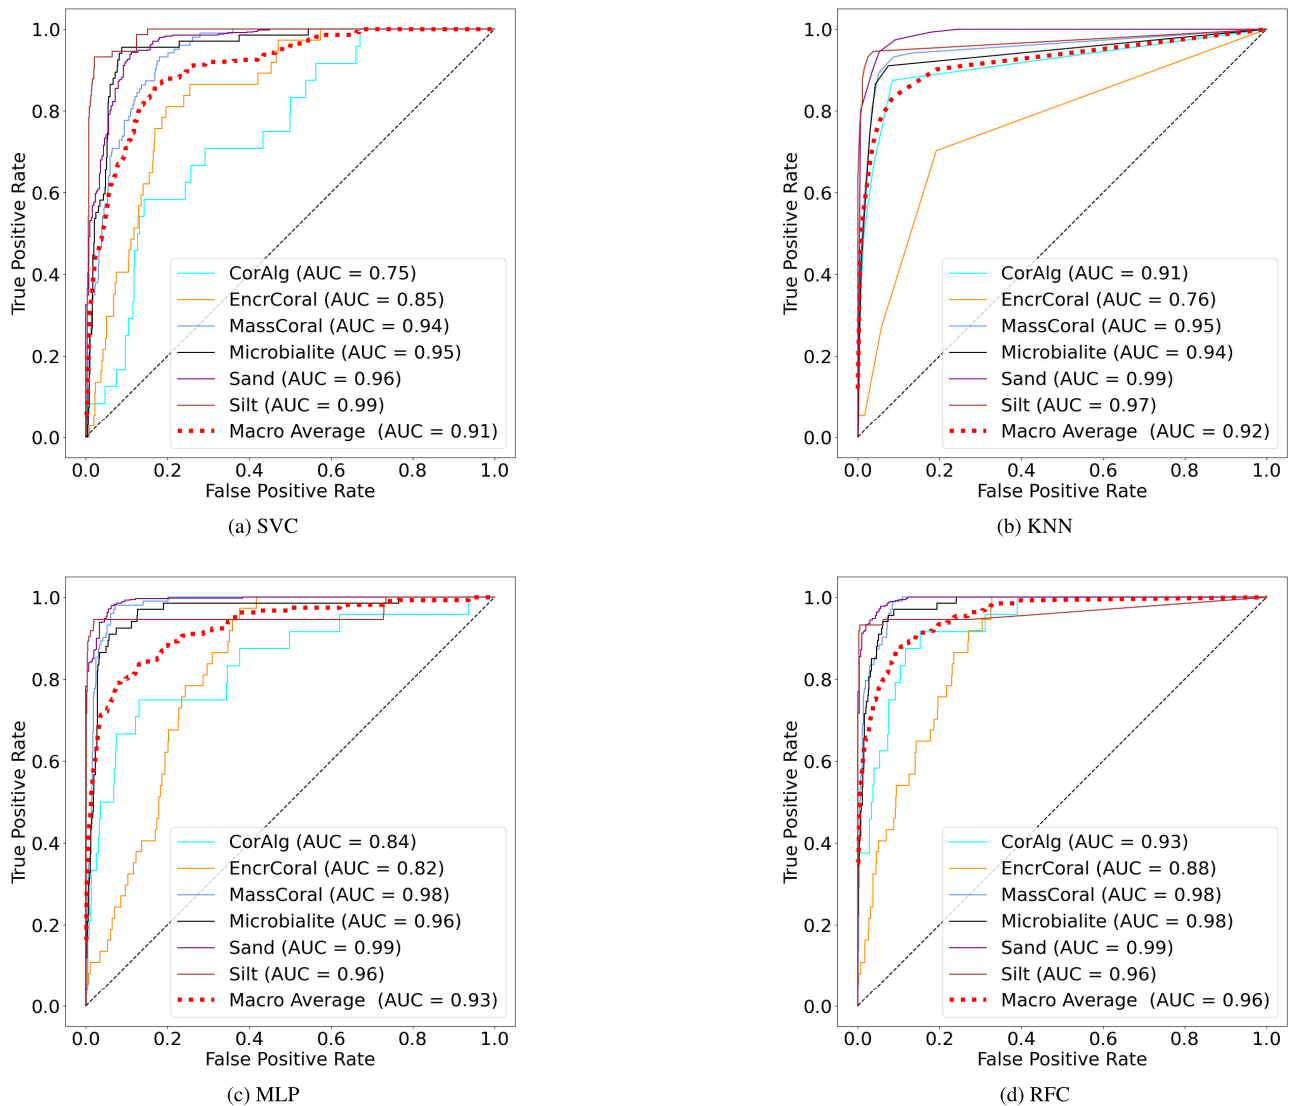 1.0
0.8
0.6
0.4
0.2
0.0
True Positive Rate
CorAlg (AUC = 0.75)
EncrCoral (AUC = 0.85)
MassCoral (AUC = 0.94)
Microbialite (AUC = 0.95)
Sand (AUC = 0.96)
Silt (AUC = 0.99)
Macro Average (AUC = 0.91)
0.0 0.2 0.4 0.6 0.8 1.0
False Positive Rate
(a) SVC
1.0
0.8
0.6
0.4
0.2
0.0
True Positive Rate
CorAlg (AUC = 0.91)
EncrCoral (AUC = 0.76)
MassCoral (AUC = 0.95)
Microbialite (AUC = 0.94)
Sand (AUC = 0.99)
Silt (AUC = 0.97)
Macro Average (AUC = 0.92)
0.0 0.2 0.4 0.6 0.8 1.0
False Positive Rate
(b) KNN
1.0
0.8
0.6
0.4
0.2
0.0
True Positive Rate
CorAlg (AUC = 0.84)
EncrCoral (AUC = 0.82)
MassCoral (AUC = 0.98)
Microbialite (AUC = 0.96)
Sand (AUC = 0.99)
Silt (AUC = 0.96)
Macro Average (AUC = 0.93)
0.0 0.2 0.4 0.6 0.8 1.0
False Positive Rate
(c) MLP
1.0
0.8
0.6
0.4
0.2
0.0
True Positive Rate
CorAlg (AUC = 0.93)
EncrCoral (AUC = 0.88)
MassCoral (AUC = 0.98)
Microbialite (AUC = 0.98)
Sand (AUC = 0.99)
Silt (AUC = 0.96)
Macro Average (AUC = 0.96)
0.0 0.2 0.4 0.6 0.8 1.0
False Positive Rate
(d) RFC